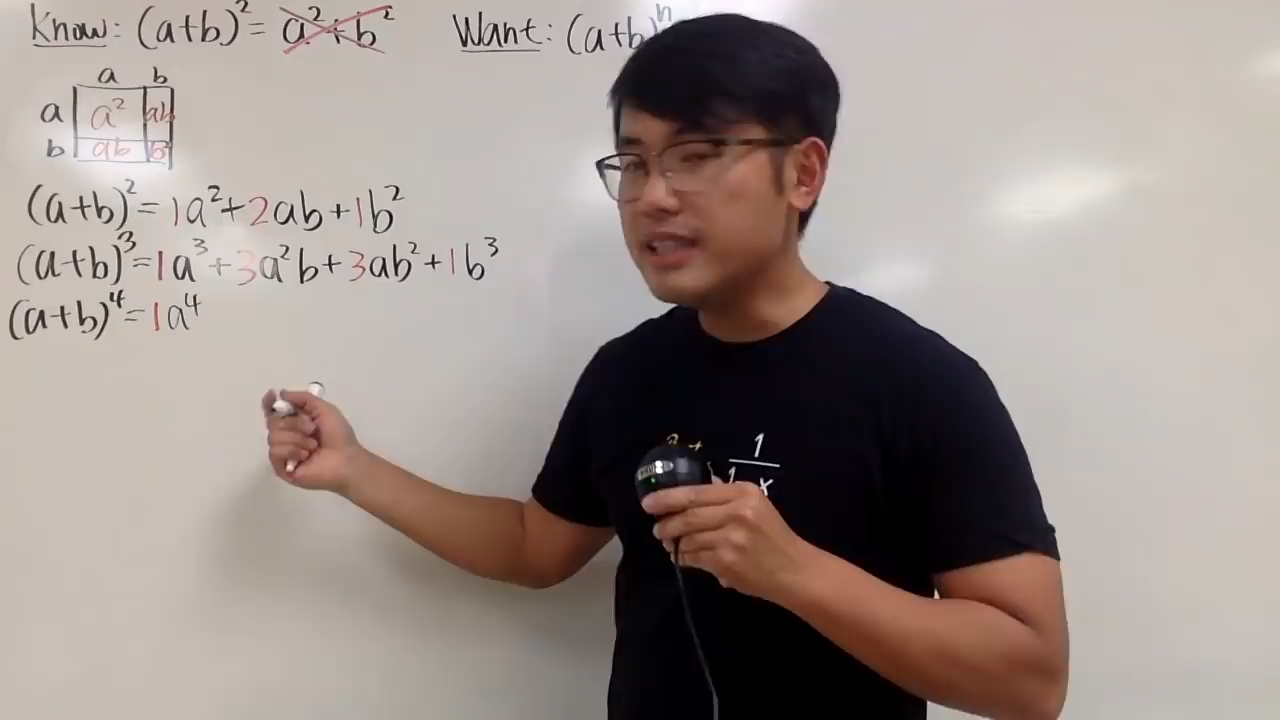 Know: (a+b)² = a²+b² Want: (a+b)ⁿ
a b
a a² ab
b ab b²
(a+b)²=1a²+2ab+1b²
(a+b)³=1a³+3a²b+3ab²+1b³
(a+b)⁴=1a⁴
1